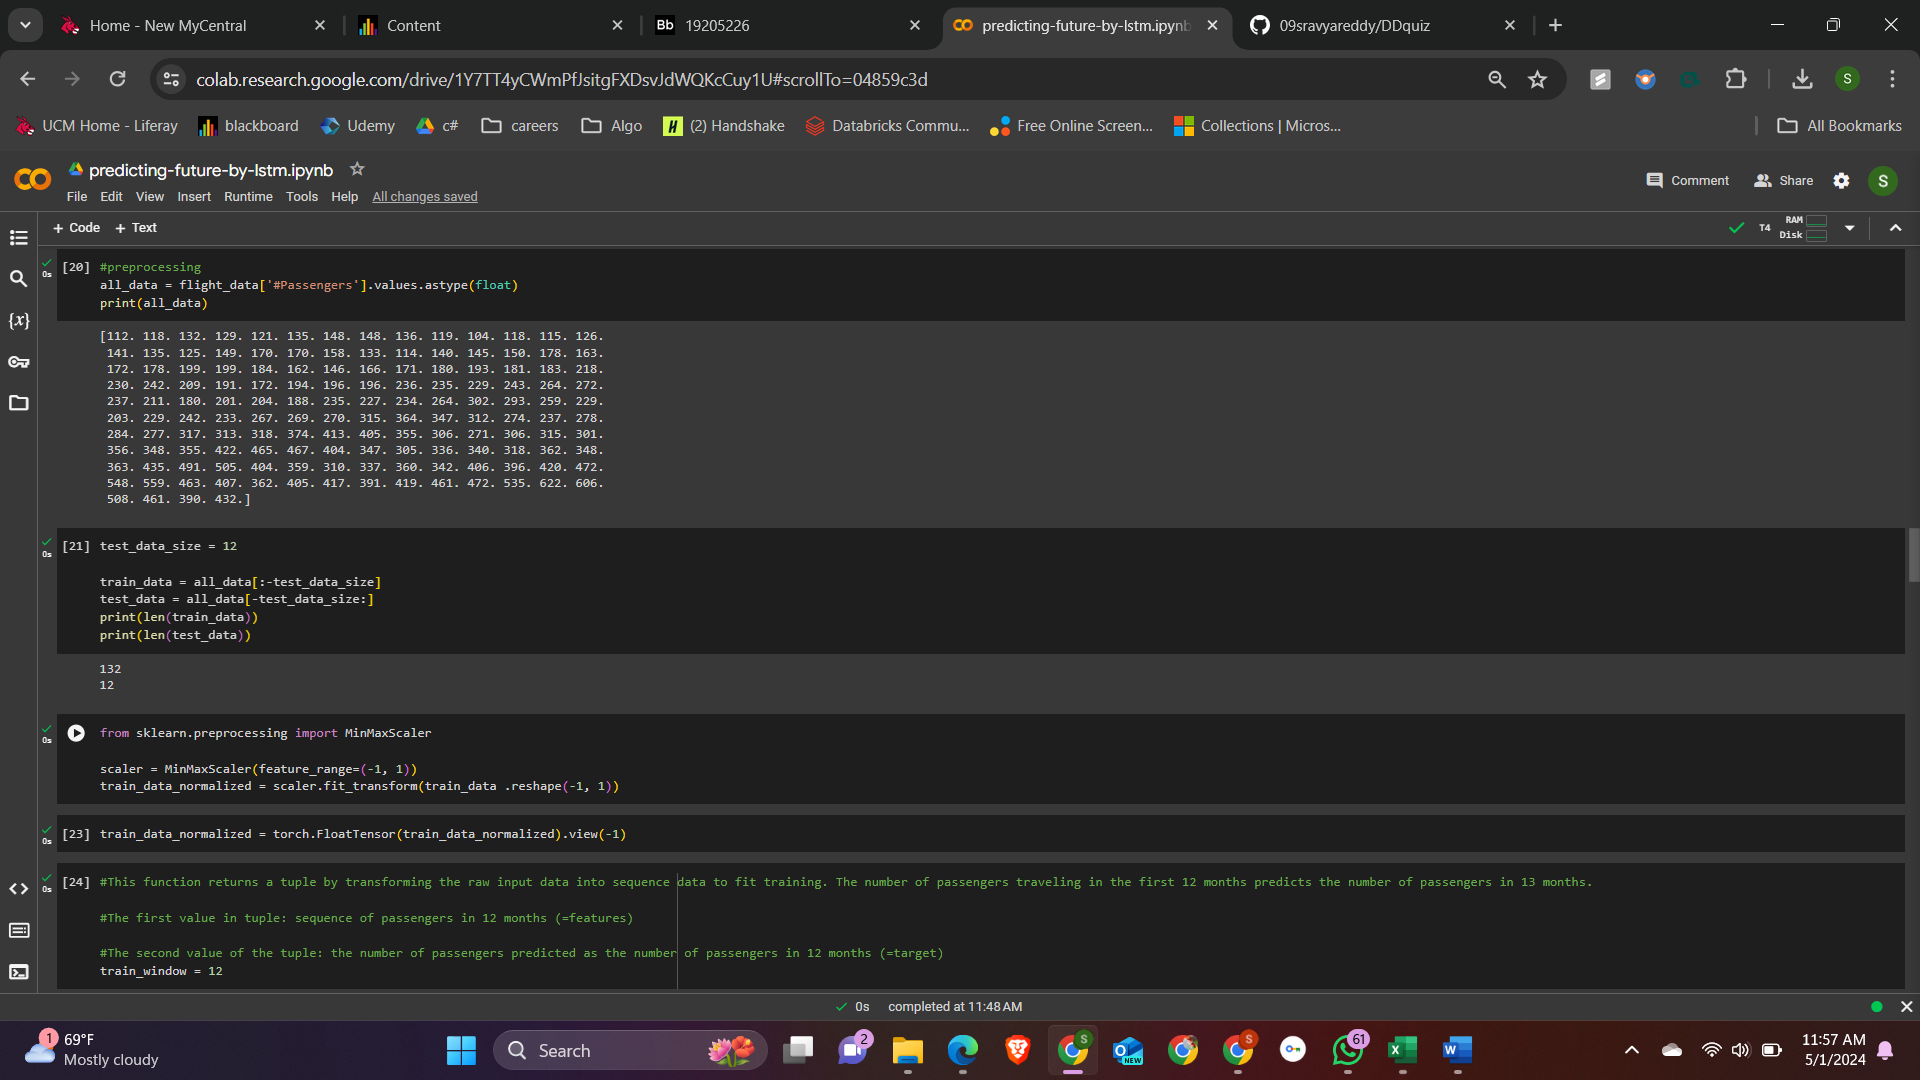 Home - New MyCentral
Content
Bb 19205226
predicting-future-by-lstm.ipynb
09sravyareddy/DDquiz
colab.research.google.com/drive/1Y7TT4yCWmPfJsitgFXDsvJdWQKcCuy1U#scrollTo=04859c3d
S
UCM Home - Liferay
blackboard
Udemy
c#
careers
Algo
(2) Handshake
Databricks Commu...
Free Online Screen...
Collections | Micros...
All Bookmarks
predicting-future-by-lstm.ipynb
File Edit View Insert Runtime Tools Help All changes saved
Comment
Share
S
+ Code + Text
T4
RAM
Disk
[20] #preprocessing
0s
all_data = flight_data['#Passengers'].values.astype(float)
print(all_data)
[112. 118. 132. 129. 121. 135. 148. 148. 136. 119. 104. 118. 115. 126.
141. 135. 125. 149. 170. 170. 158. 133. 114. 140. 145. 150. 178. 163.
172. 178. 199. 199. 184. 162. 146. 166. 171. 180. 193. 181. 183. 218.
230. 242. 209. 191. 172. 194. 196. 196. 236. 235. 229. 243. 264. 272.
237. 211. 180. 201. 204. 188. 235. 227. 234. 264. 302. 293. 259. 229.
203. 229. 242. 233. 267. 269. 270. 315. 364. 347. 312. 274. 237. 278.
284. 277. 317. 313. 318. 374. 413. 405. 355. 306. 271. 306. 315. 301.
356. 348. 355. 422. 465. 467. 404. 347. 305. 336. 340. 318. 362. 348.
363. 435. 491. 505. 404. 359. 310. 337. 360. 342. 406. 396. 420. 472.
548. 559. 463. 407. 362. 405. 417. 391. 419. 461. 472. 535. 622. 606.
508. 461. 390. 432.]
[21] test_data_size = 12
0s
train_data = all_data[:-test_data_size]
test_data = all_data[-test_data_size:]
print(len(train_data))
print(len(test_data))
132
12
from sklearn.preprocessing import MinMaxScaler
0s
scaler = MinMaxScaler(feature_range=(-1, 1))
train_data_normalized = scaler.fit_transform(train_data .reshape(-1, 1))
[23] train_data_normalized = torch.FloatTensor(train_data_normalized).view(-1)
0s
[24] #This function returns a tuple by transforming the raw input data into sequence data to fit training. The number of passengers traveling in the first 12 months predicts the number of passengers in 13 months.
0s
#The first value in tuple: sequence of passengers in 12 months (=features)
#The second value of the tuple: the number of passengers predicted as the number of passengers in 12 months (=target)
train_window = 12
0s completed at 11:48 AM
1
69°F
Mostly cloudy
Search
2
S
NEW
S
61
11:57 AM
5/1/2024